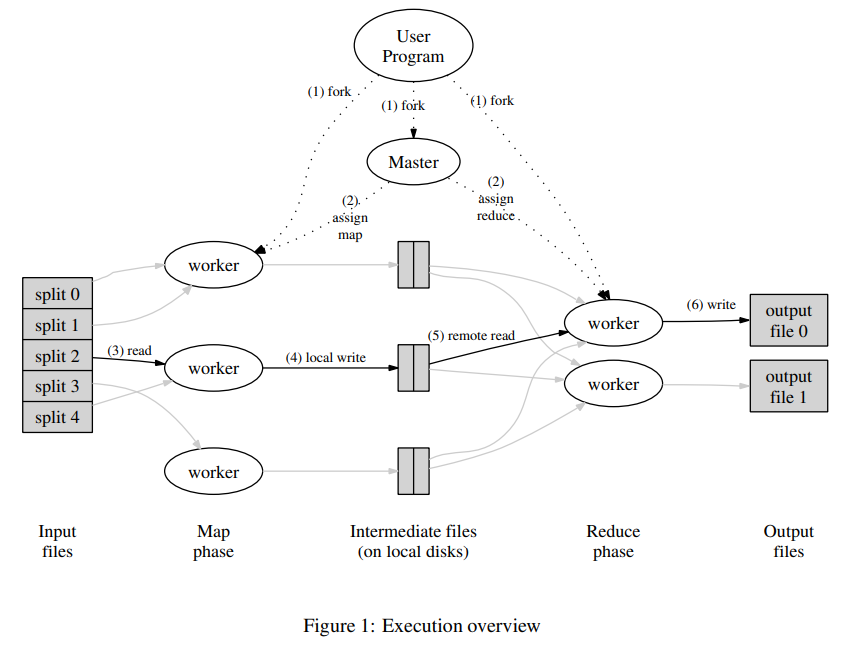 User
Program
(1) fork
(1) fork
(1) fork
Master
(2)
assign
map
(2)
assign
reduce
worker
split 0
split 1
split 2
split 3
split 4
(3) read
worker
(4) local write
(5) remote read
worker
worker
worker
(6) write
output
file 0
output
file 1
Input
files
Map
phase
Intermediate files
(on local disks)
Reduce
phase
Output
files
Figure 1: Execution overview